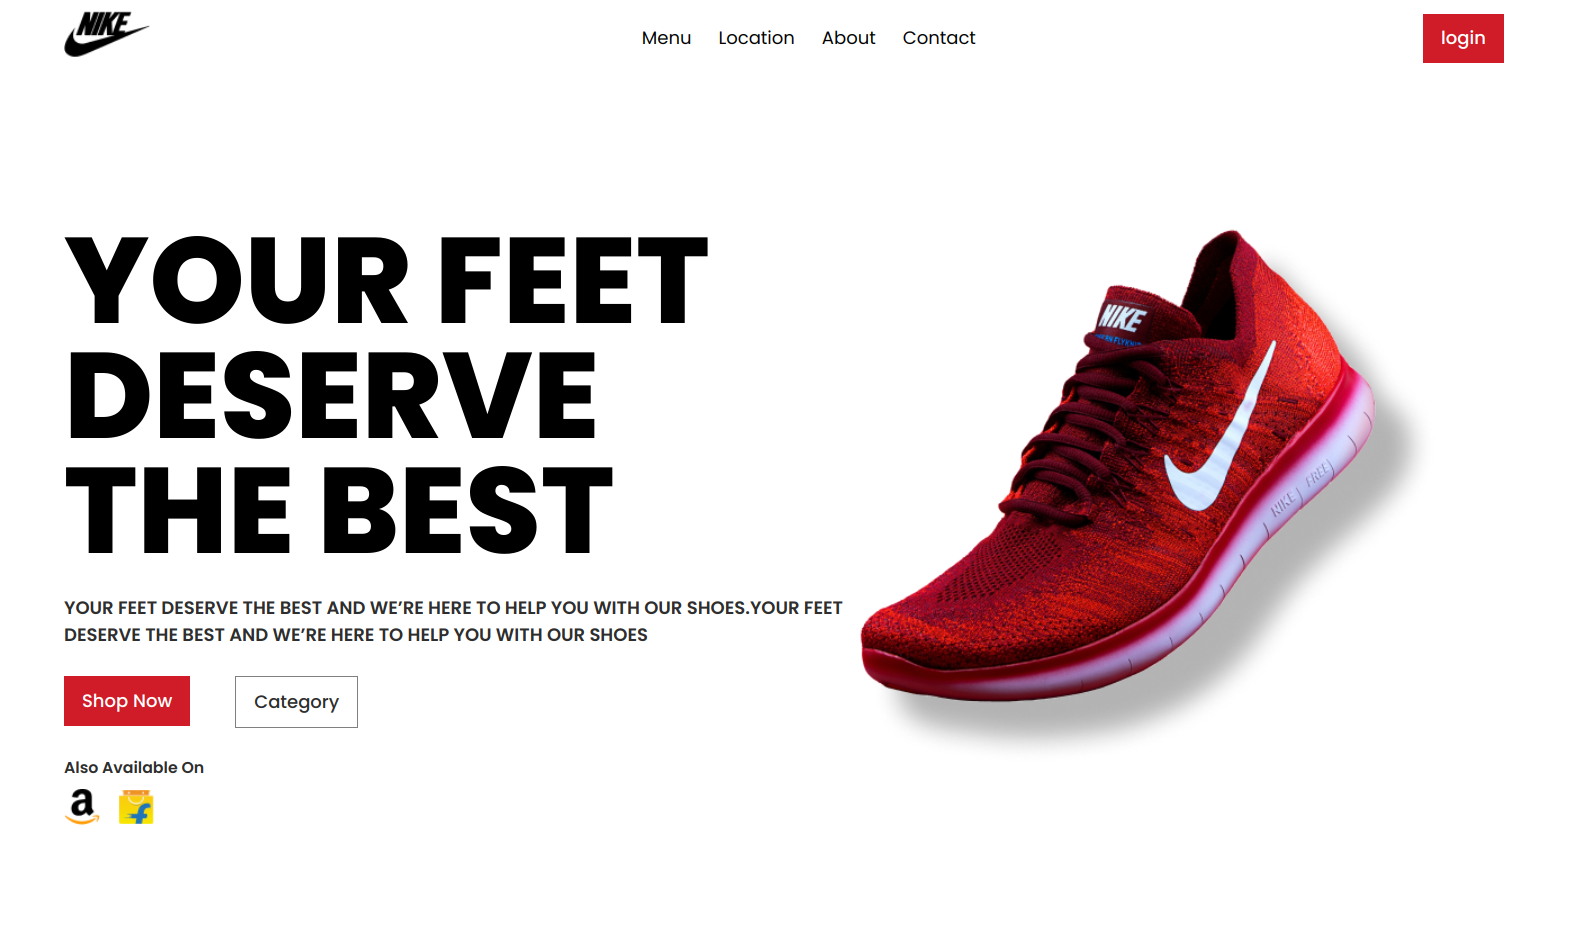 NIKE
Menu Location About Contact
login
YOUR FEET
DESERVE
THE BEST
YOUR FEET DESERVE THE BEST AND WE’RE HERE TO HELP YOU WITH OUR SHOES.YOUR FEET
DESERVE THE BEST AND WE’RE HERE TO HELP YOU WITH OUR SHOES
Shop Now
Category
Also Available On
a
f
NIKE
NIKE FREE